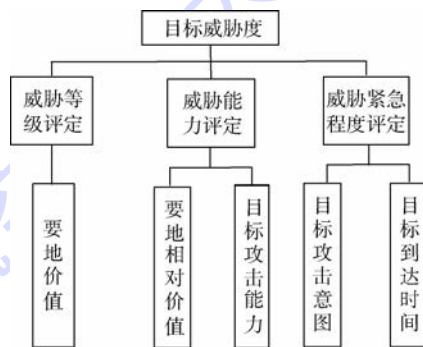 目标威胁度
威胁等
级评定
威胁能
力评定
威胁紧急
程度评定
要地价值
要地相对价值
目标攻击能力
目标攻击意图
目标到达时间